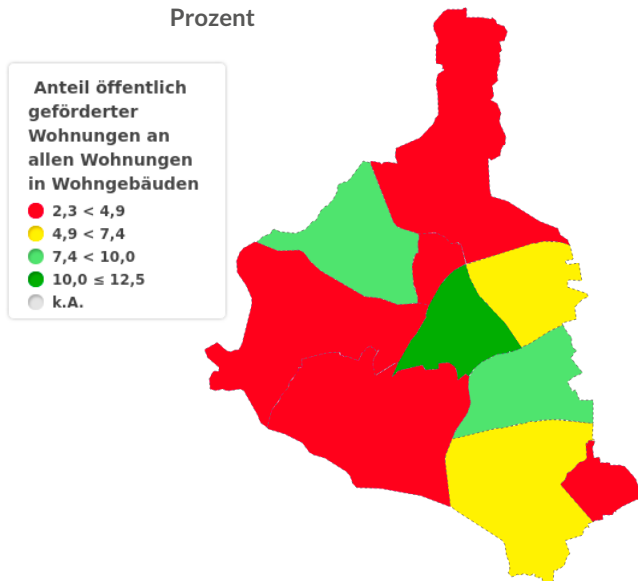 Prozent
Anteil öffentlich
geförderter
Wohnungen an
allen Wohnungen
in Wohngebäuden
2,3 < 4,9
4,9 < 7,4
7,4 < 10,0
10,0 ≤ 12,5
k.A.